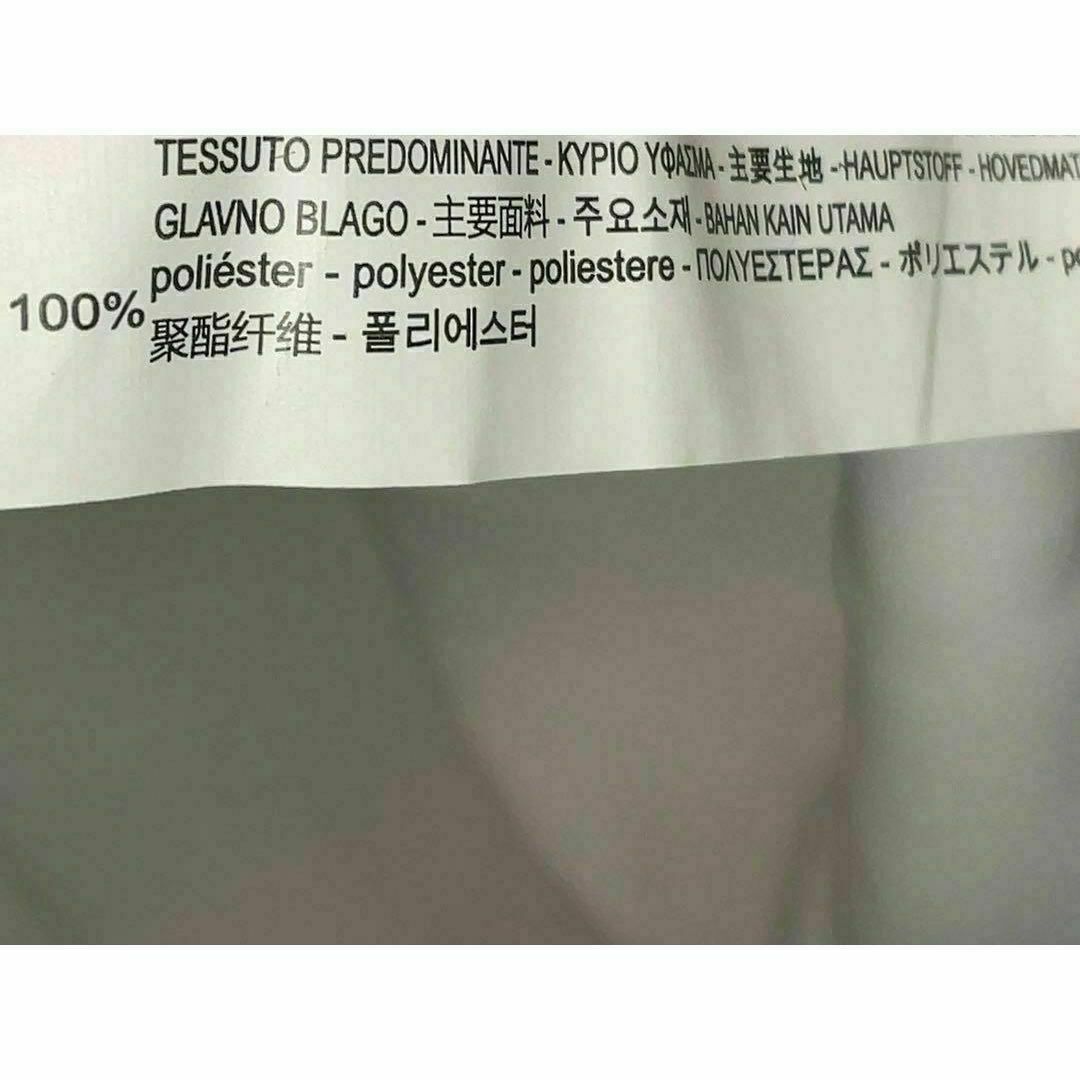 TESSUTO PREDOMINANTE - ΚΥΡΙΟ ΥΦΑΣΜΑ - 主要生地 - HAUPTSTOFF - HOVEDMAT
GLAVNO BLAGO - 主要面料 - 주요소재 - BAHAN KAIN UTAMA
poliéster - polyester - poliestere - ΠΟΛΥΕΣΤΕΡΑΣ - ポリエステル - po
100%
聚酯纤维 - 폴리에스터